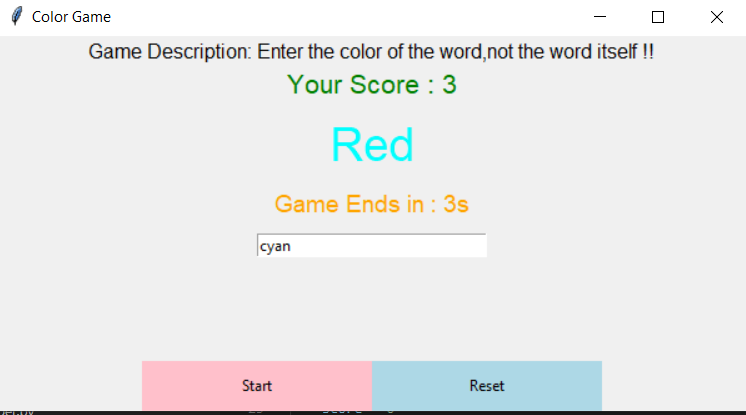 Color Game
Game Description: Enter the color of the word,not the word itself !!
Your Score : 3
Red
Game Ends in : 3s
cyan
Start
Reset